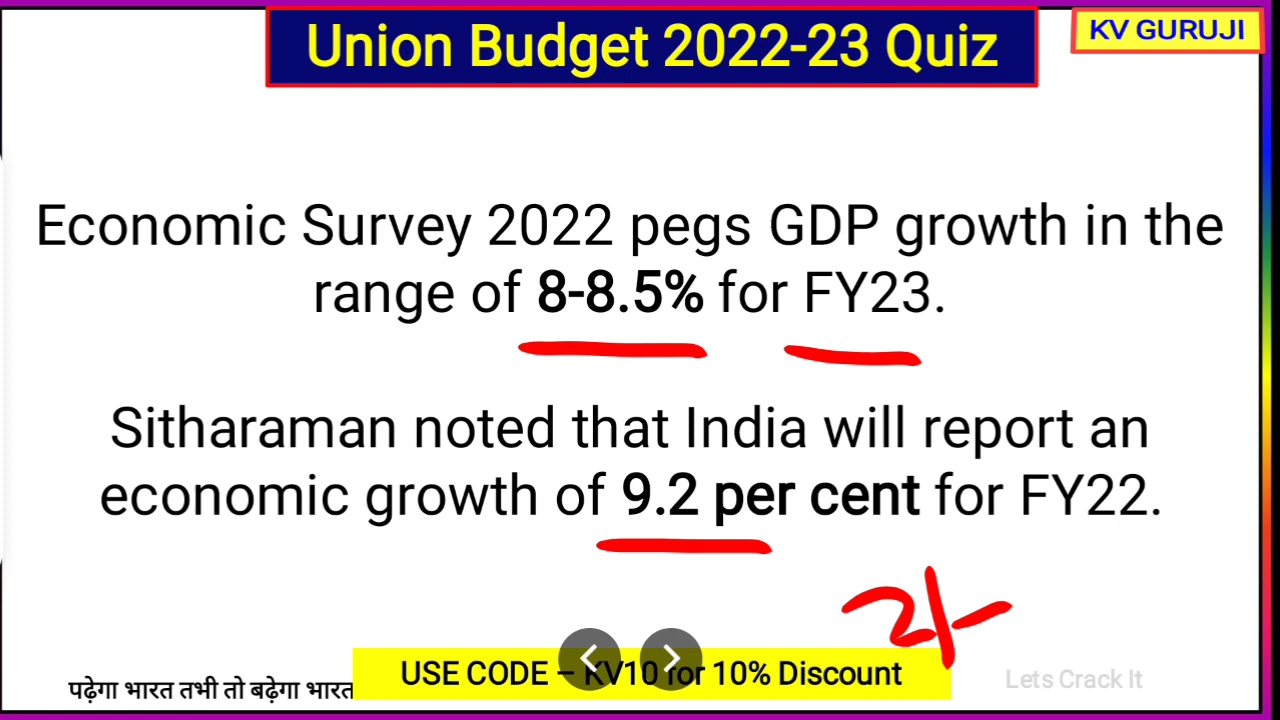 Union Budget 2022-23 Quiz
KV GURUJI
Economic Survey 2022 pegs GDP growth in the
range of 8-8.5% for FY23.
Sitharaman noted that India will report an
economic growth of 9.2 per cent for FY22.
USE CODE – KV10 for 10% Discount
पढ़ेगा भारत तभी तो बढ़ेगा भारत
Lets Crack It